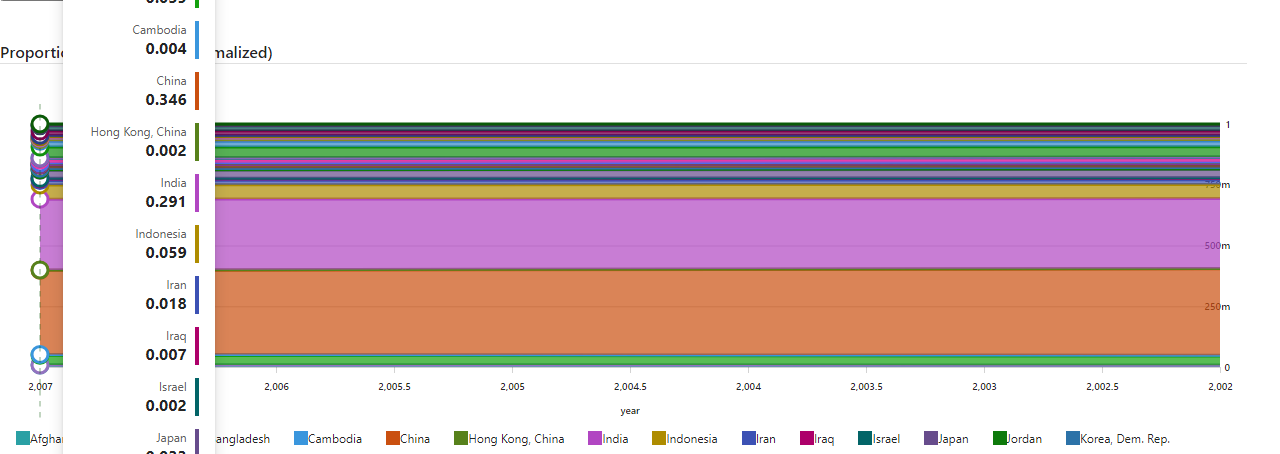 0.039
Cambodia
0.004
Proporti
malized)
China
0.346
Hong Kong, China
0.002
1
India
0.291
750m
Indonesia
0.059
500m
Iran
0.018
250m
Iraq
0.007
0
2,007
2,006
2,005.5
2,005
2,004.5
2,004
2,003.5
2,003
2,002.5
2,002
Israel
0.002
year
Japan
Afghan
angladesh
Cambodia
China
Hong Kong, China
India
Indonesia
Iran
Iraq
Israel
Japan
Jordan
Korea, Dem. Rep.